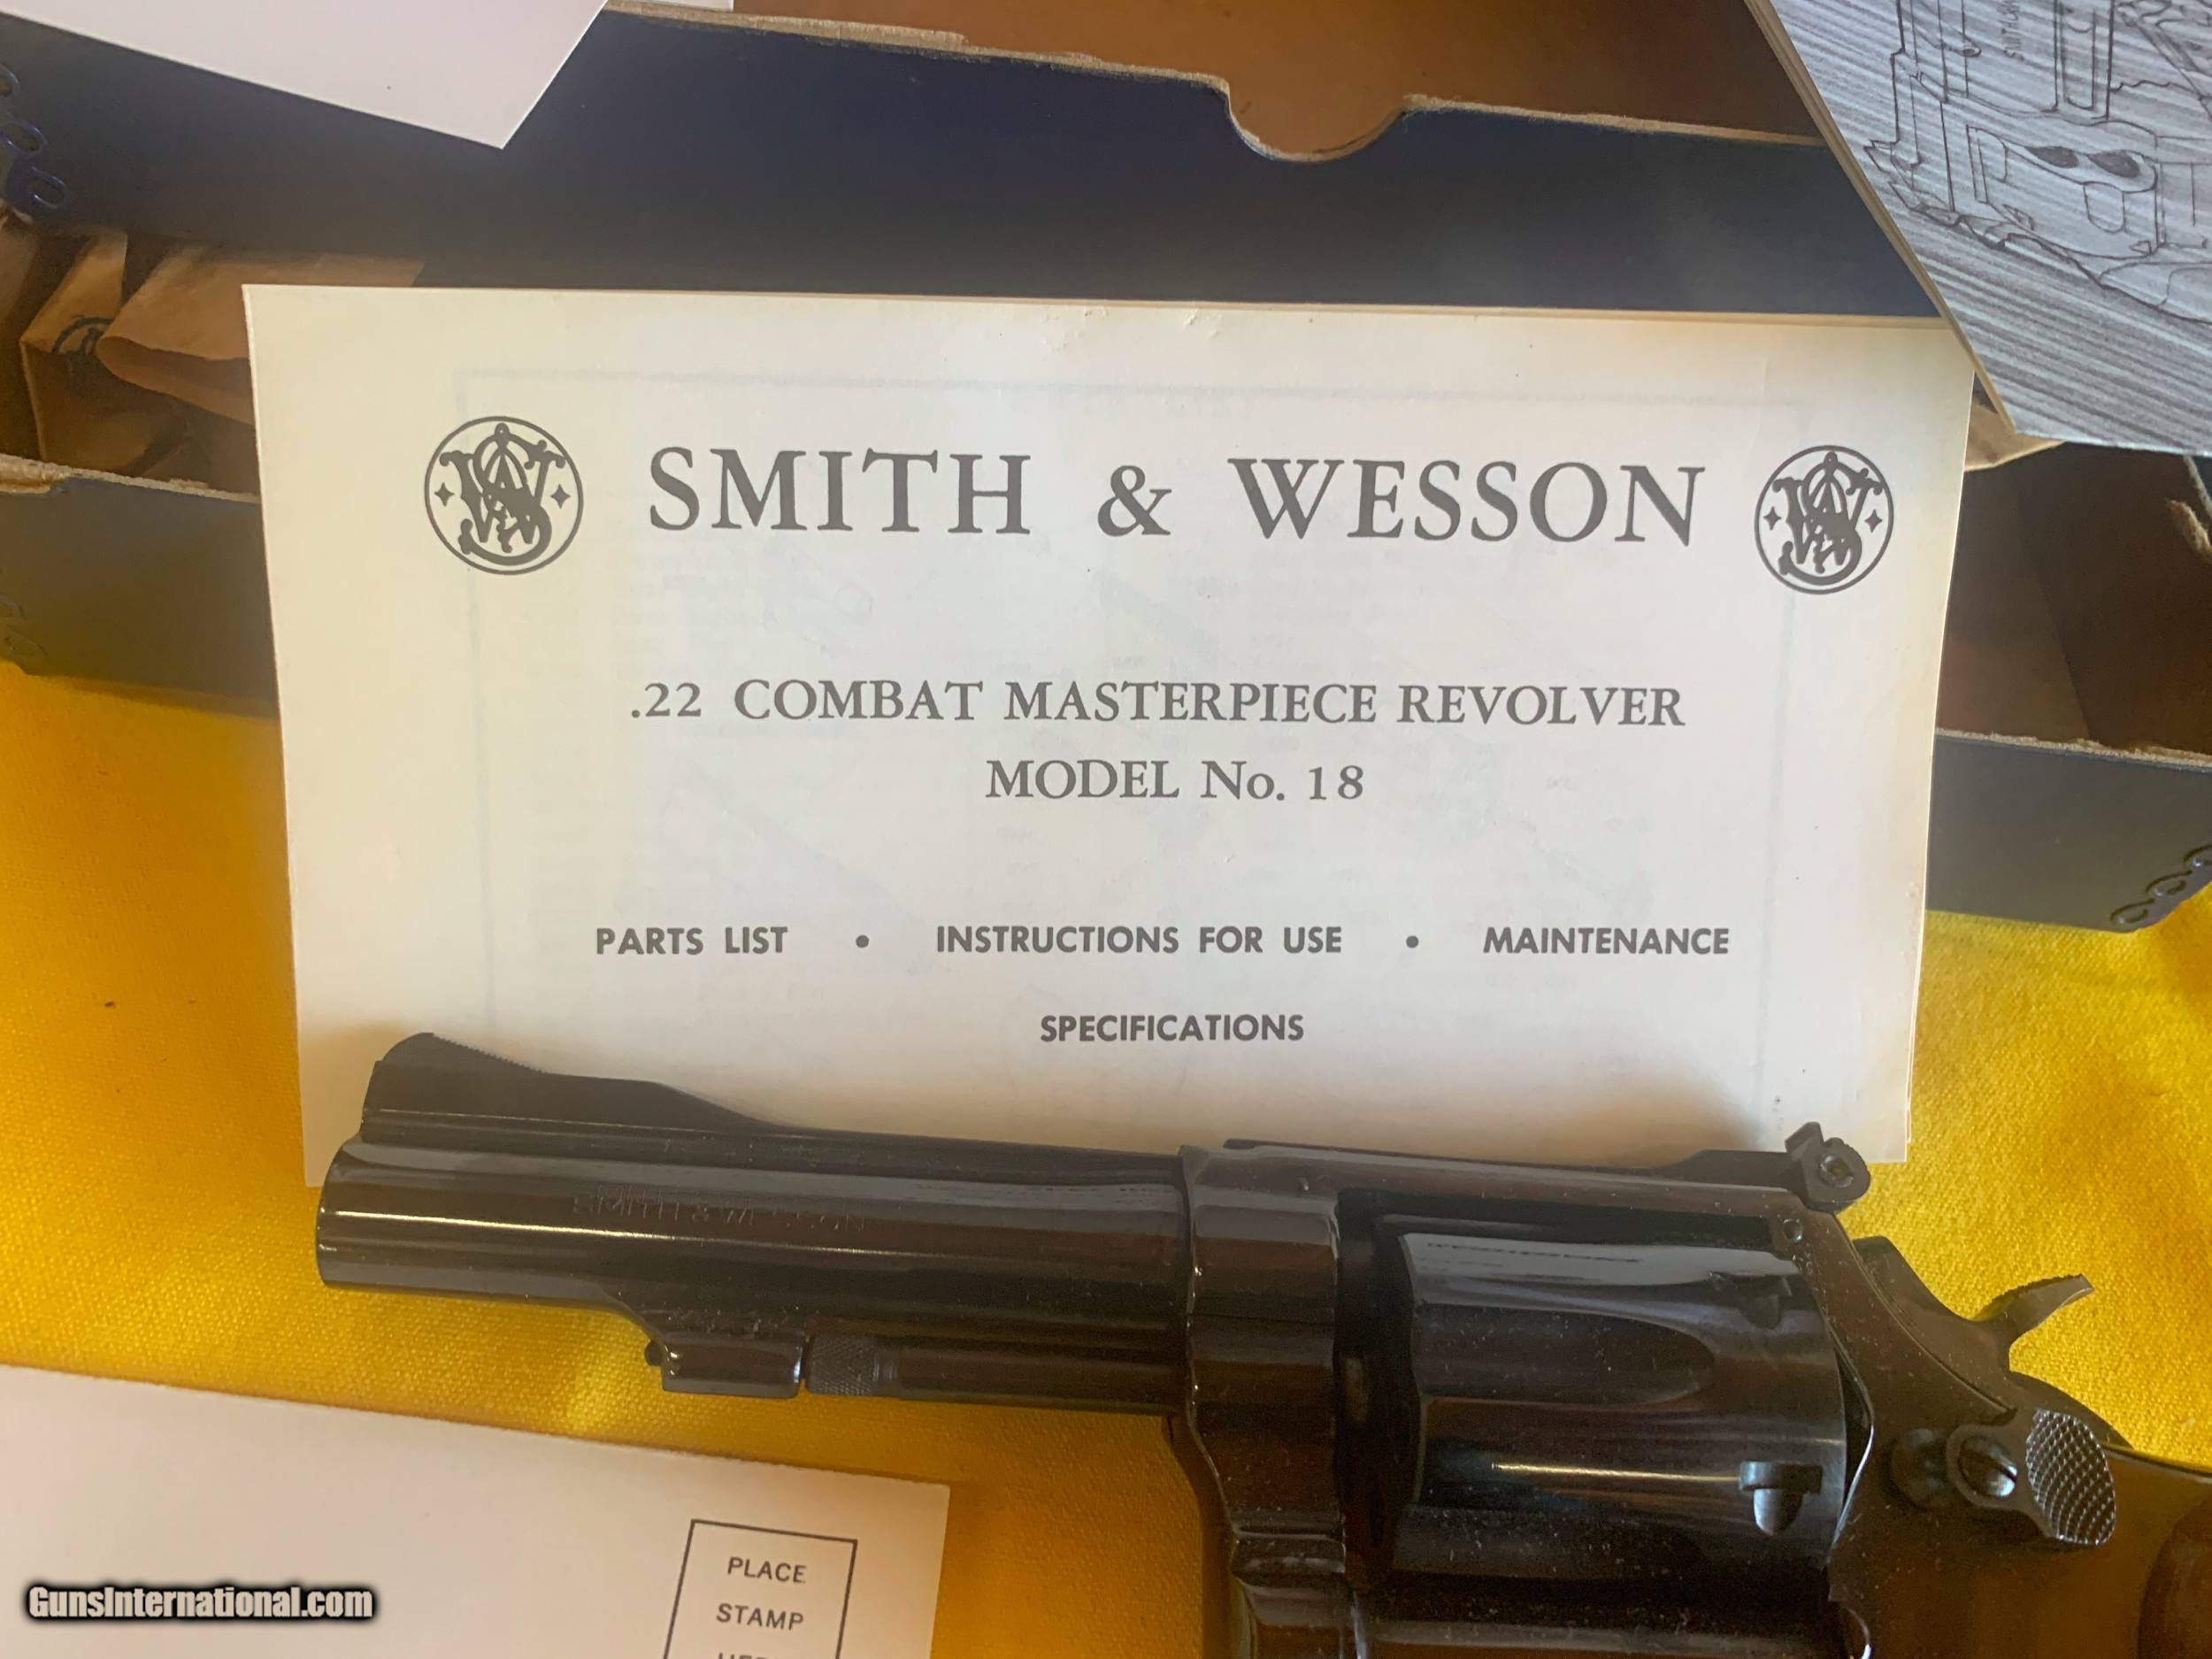 SMITH & WESSON
.22 COMBAT MASTERPIECE REVOLVER
MODEL No. 18
PARTS LIST • INSTRUCTIONS FOR USE • MAINTENANCE
SPECIFICATIONS
SMITH & WESSON
PLACE
STAMP
GunsInternational.com